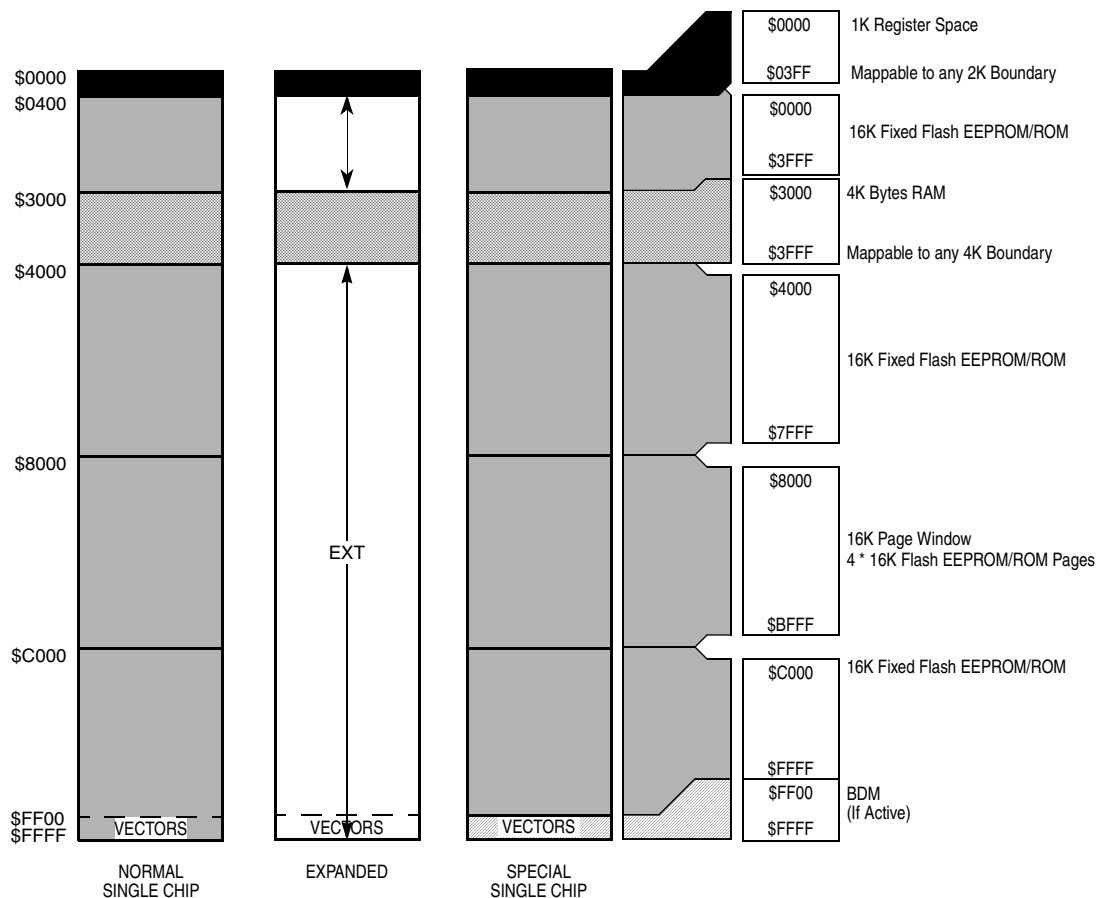 $0000
$0400
$3000
$4000
$8000
$C000
$FF00
$FFFF
VECTORS
NORMAL
SINGLE CHIP
EXT
VECTORS
EXPANDED
VECTORS
SPECIAL
SINGLE CHIP
$0000
1K Register Space
$03FF
Mappable to any 2K Boundary
$0000
16K Fixed Flash EEPROM/ROM
$3FFF
$3000
4K Bytes RAM
$3FFF
Mappable to any 4K Boundary
$4000
16K Fixed Flash EEPROM/ROM
$7FFF
$8000
16K Page Window
4 * 16K Flash EEPROM/ROM Pages
$BFFF
$C000
16K Fixed Flash EEPROM/ROM
$FFFF
$FF00
BDM
(If Active)
$FFFF